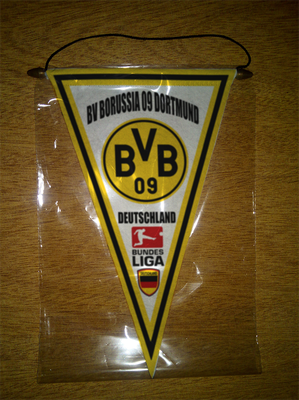 BV BORUSSIA 09 DORTMUND
BVB
09
DEUTSCHLAND
BUNDES
LIGA